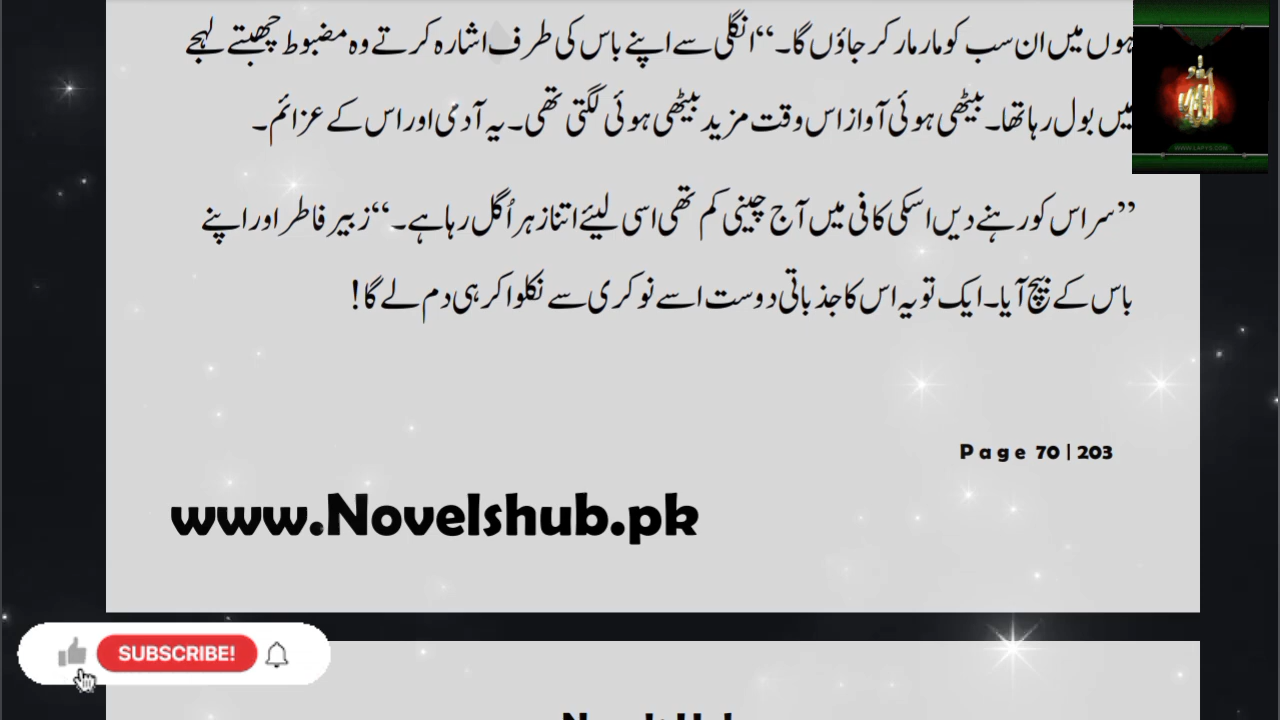 ہوں میں ان سب کو مار مار کر جاؤں گا۔“انگلی سے اپنے باس کی طرف اشارہ کرتے وہ مضبوط چھبتے لہجے
میں بول رہا تھا۔ بیٹھی ہوئی آواز اس وقت مزید بیٹھی ہوئی لگتی تھی۔ یہ آدمی اور اس کے عزائم۔
”سر اس کو رہنے دیں اسکی کافی میں آج چینی کم تھی اسی لیئے اتنا زہر اُگل رہا ہے۔“زبیر فاطر اور اپنے
باس کے بیچ آیا۔ ایک تو یہ اس کا جذباتی دوست اسے نوکری سے نکلوا کر ہی دم لے گا!
Page 70 | 203
www.Novelshub.pk
SUBSCRIBE!
WWW.LAFFS.COM